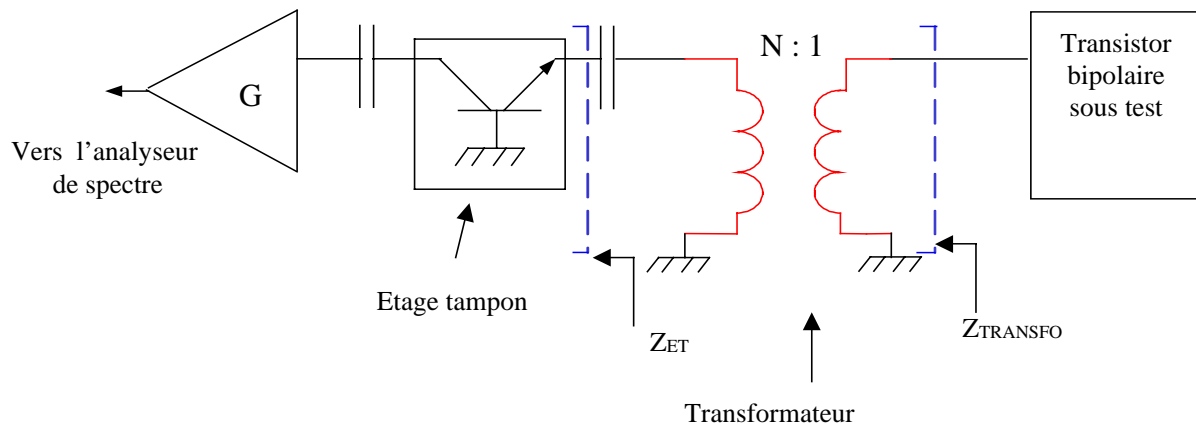 N : 1
Transistor
bipolaire
sous test
G
Vers l’analyseur
de spectre
Etage tampon
ZET
ZTRANSFO
Transformateur